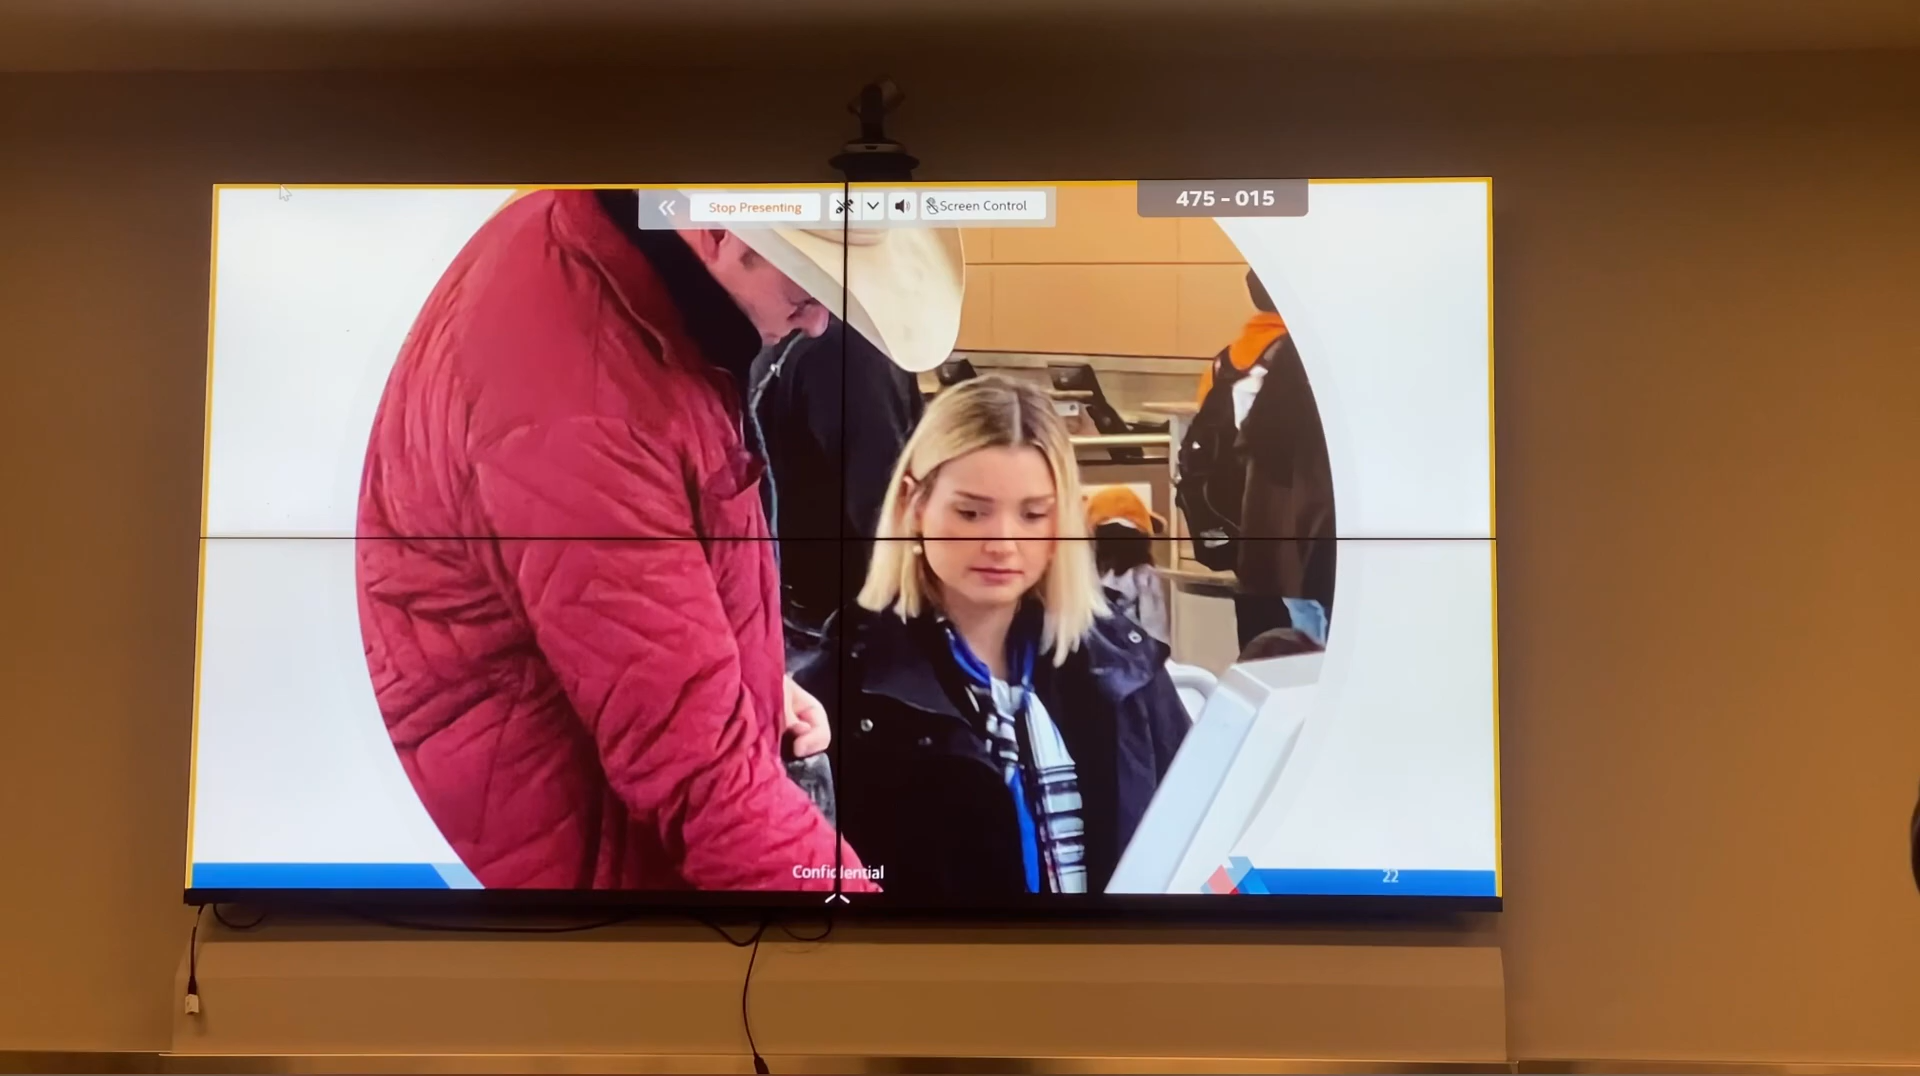 Stop Presenting
Screen Control
475 - 015
Confidential
22